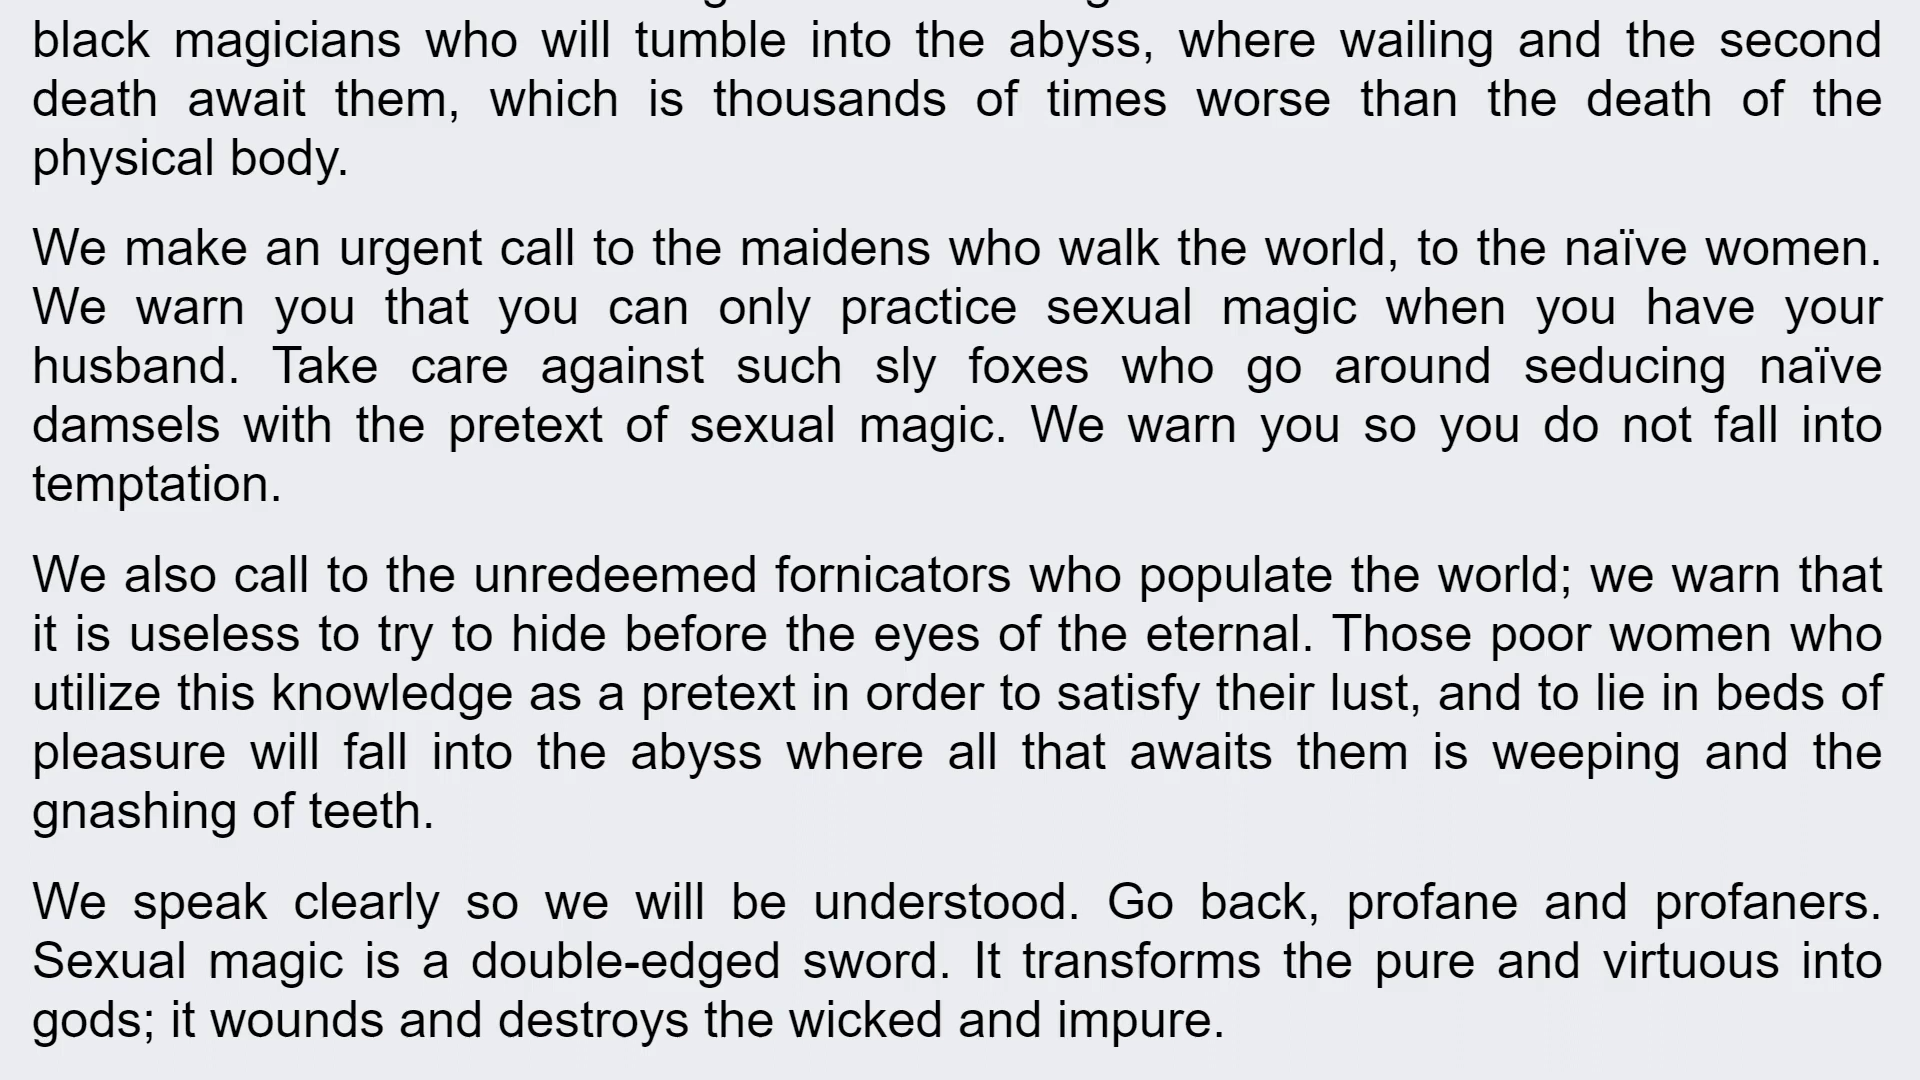 black magicians who will tumble into the abyss, where wailing and the second
death await them, which is thousands of times worse than the death of the
physical body.
We make an urgent call to the maidens who walk the world, to the naïve women.
We warn you that you can only practice sexual magic when you have your
husband. Take care against such sly foxes who go around seducing naïve
damsels with the pretext of sexual magic. We warn you so you do not fall into
temptation.
We also call to the unredeemed fornicators who populate the world; we warn that
it is useless to try to hide before the eyes of the eternal. Those poor women who
utilize this knowledge as a pretext in order to satisfy their lust, and to lie in beds of
pleasure will fall into the abyss where all that awaits them is weeping and the
gnashing of teeth.
We speak clearly so we will be understood. Go back, profane and profaners.
Sexual magic is a double-edged sword. It transforms the pure and virtuous into
gods; it wounds and destroys the wicked and impure.